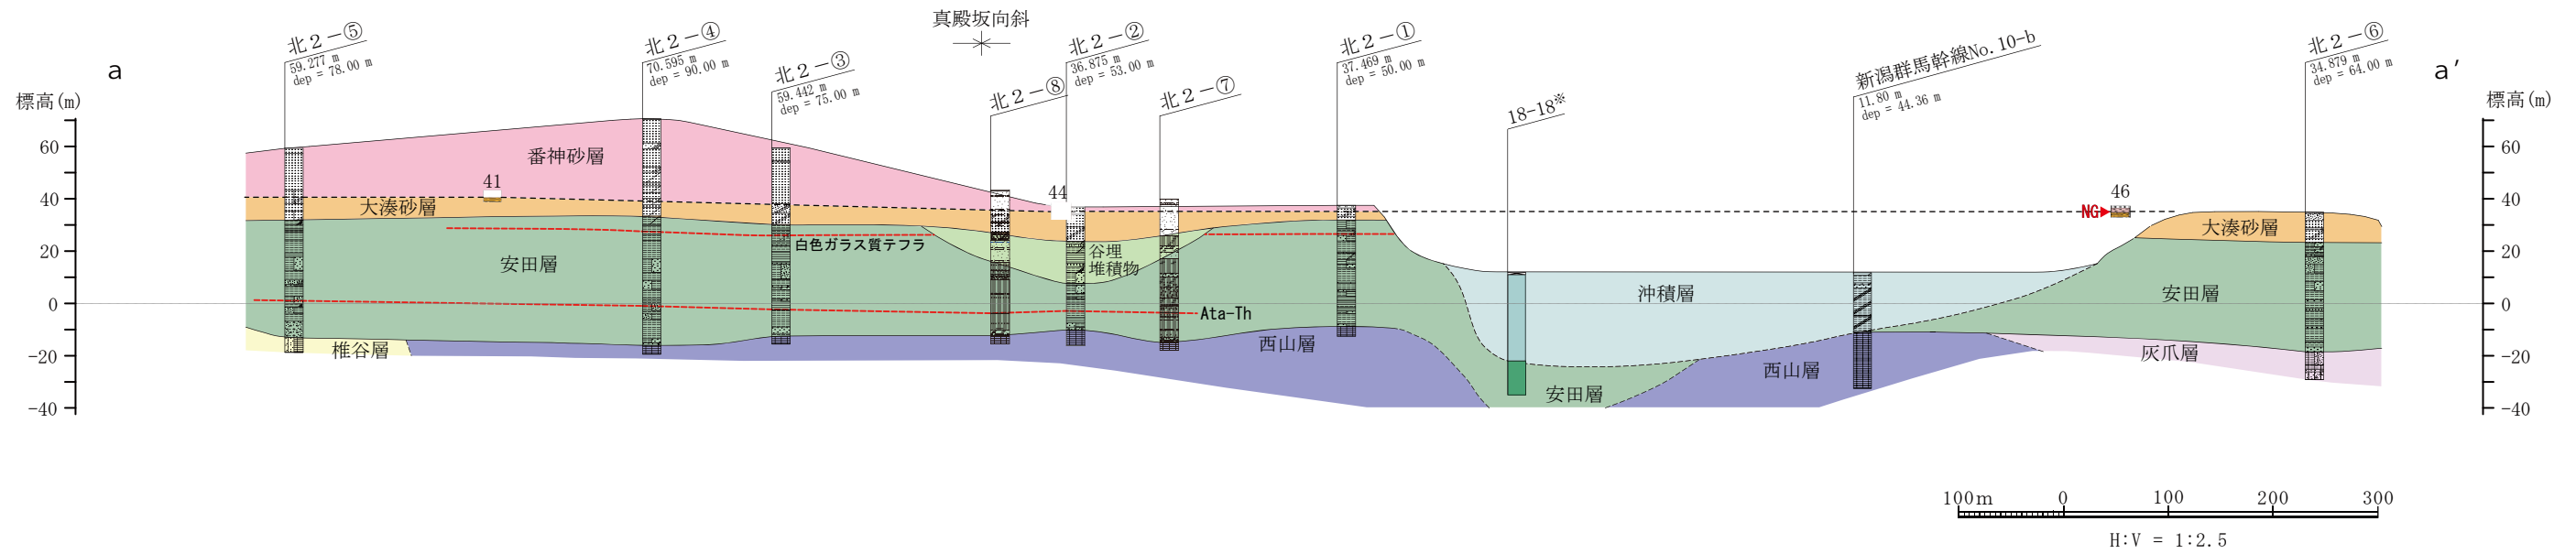 真殿坂向斜
a
a′
標高(m)
60
40
20
0
-20
-40
北２－⑤
59.277 m
dep = 78.00 m
北２－④
70.595 m
dep = 90.00 m
北２－③
59.442 m
dep = 75.00 m
北２－⑧
北２－②
36.875 m
dep = 53.00 m
北２－⑦
北２－①
37.469 m
dep = 50.00 m
18-18※
新潟群馬幹線No.10-b
11.80 m
dep = 44.36 m
北２－⑥
34.879 m
dep = 64.00 m
標高(m)
60
40
20
0
-20
-40
番神砂層
41
44
46
NG
大湊砂層
大湊砂層
白色ガラス質テフラ
谷埋
堆積物
安田層
沖積層
安田層
Ata-Th
椎谷層
西山層
西山層
灰爪層
安田層
100m 0 100 200 300
H:V = 1:2.5